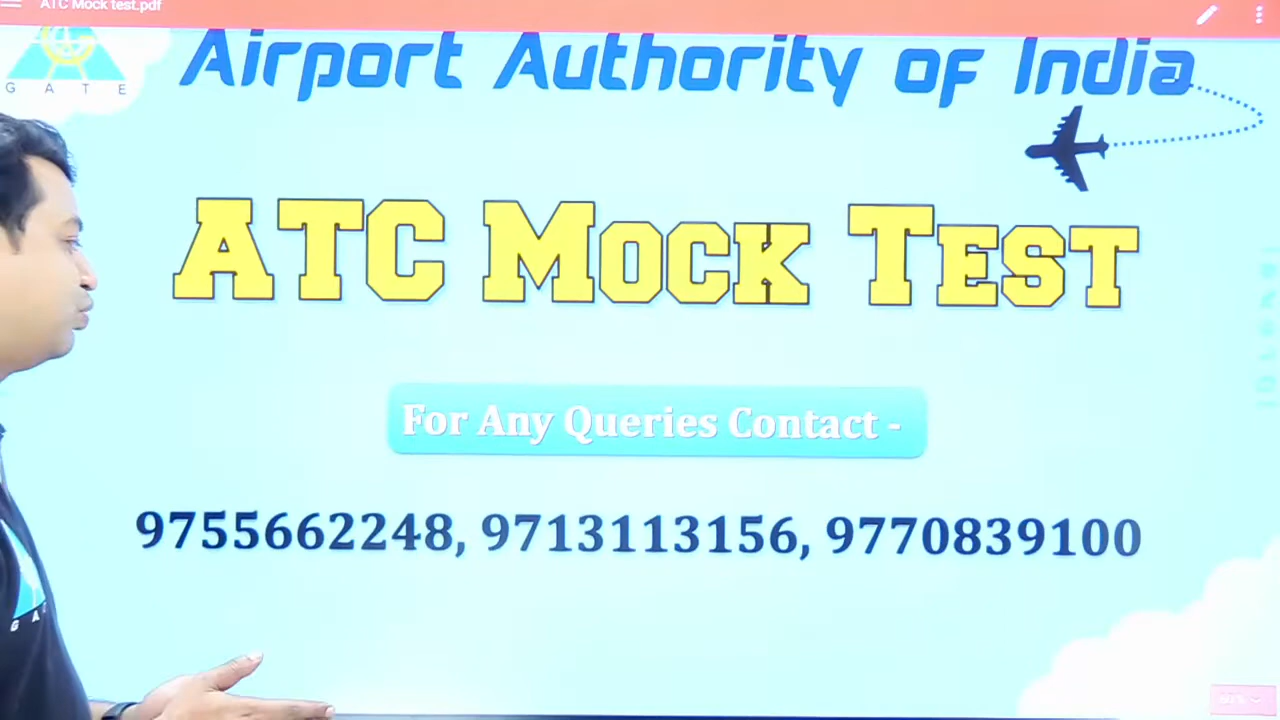 ATC Mock test.pdf
GATE
Airport Authority of India
ATC MOCK TEST
For Any Queries Contact -
9755662248, 9713113156, 9770839100
G A